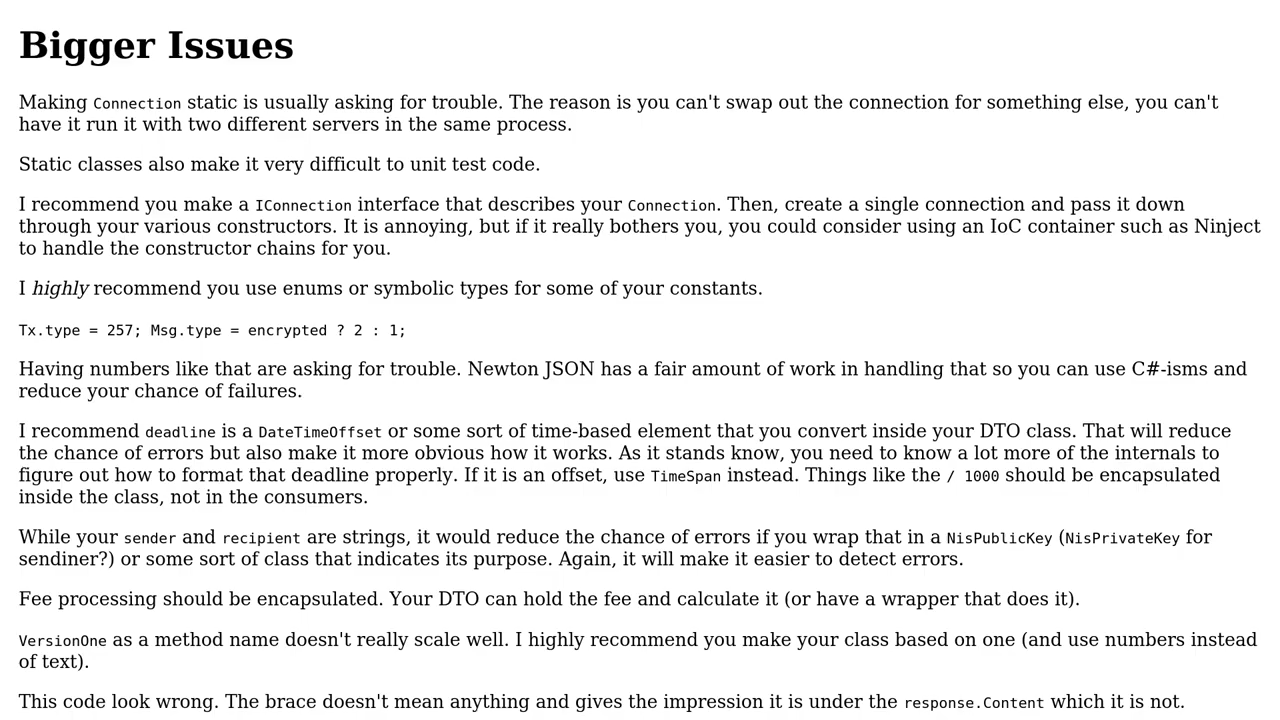 Bigger Issues
Making Connection static is usually asking for trouble. The reason is you can't swap out the connection for something else, you can't
have it run it with two different servers in the same process.
Static classes also make it very difficult to unit test code.
I recommend you make a IConnection interface that describes your Connection. Then, create a single connection and pass it down
through your various constructors. It is annoying, but if it really bothers you, you could consider using an IoC container such as Ninject
to handle the constructor chains for you.
I highly recommend you use enums or symbolic types for some of your constants.
Tx.type = 257; Msg.type = encrypted ? 2 : 1;
Having numbers like that are asking for trouble. Newton JSON has a fair amount of work in handling that so you can use C#-isms and
reduce your chance of failures.
I recommend deadline is a DateTimeOffset or some sort of time-based element that you convert inside your DTO class. That will reduce
the chance of errors but also make it more obvious how it works. As it stands know, you need to know a lot more of the internals to
figure out how to format that deadline properly. If it is an offset, use TimeSpan instead. Things like the / 1000 should be encapsulated
inside the class, not in the consumers.
While your sender and recipient are strings, it would reduce the chance of errors if you wrap that in a NisPublicKey (NisPrivateKey for
sendiner?) or some sort of class that indicates its purpose. Again, it will make it easier to detect errors.
Fee processing should be encapsulated. Your DTO can hold the fee and calculate it (or have a wrapper that does it).
VersionOne as a method name doesn't really scale well. I highly recommend you make your class based on one (and use numbers instead
of text).
This code look wrong. The brace doesn't mean anything and gives the impression it is under the response.Content which it is not.